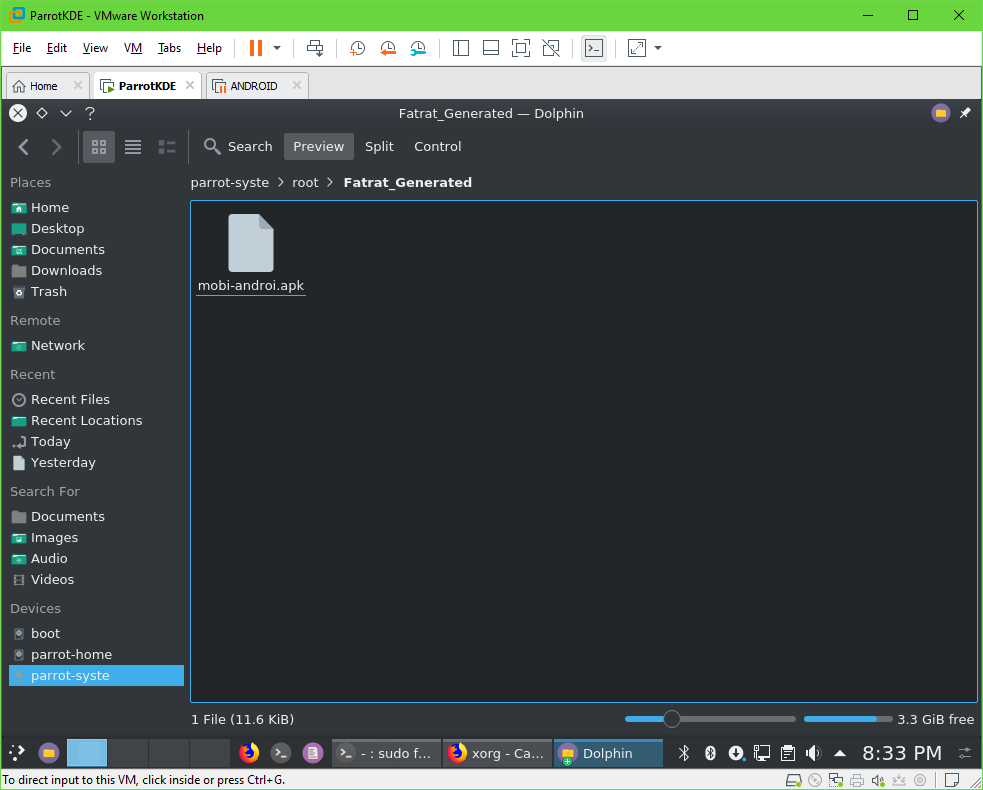 ParrotKDE - VMware Workstation
File Edit View VM Tabs Help
Home ParrotKDE ANDROID
Fatrat_Generated — Dolphin
Search Preview Split Control
Places
Home
Desktop
Documents
Downloads
Trash
Remote
Network
Recent
Recent Files
Recent Locations
Today
Yesterday
Search For
Documents
Images
Audio
Videos
Devices
boot
parrot-home
parrot-syste
parrot-syste > root > Fatrat_Generated
mobi-androi.apk
1 File (11.6 KiB)
3.3 GiB free
- : sudo f... xorg - Ca... Dolphin 8:33 PM
To direct input to this VM, click inside or press Ctrl+G.